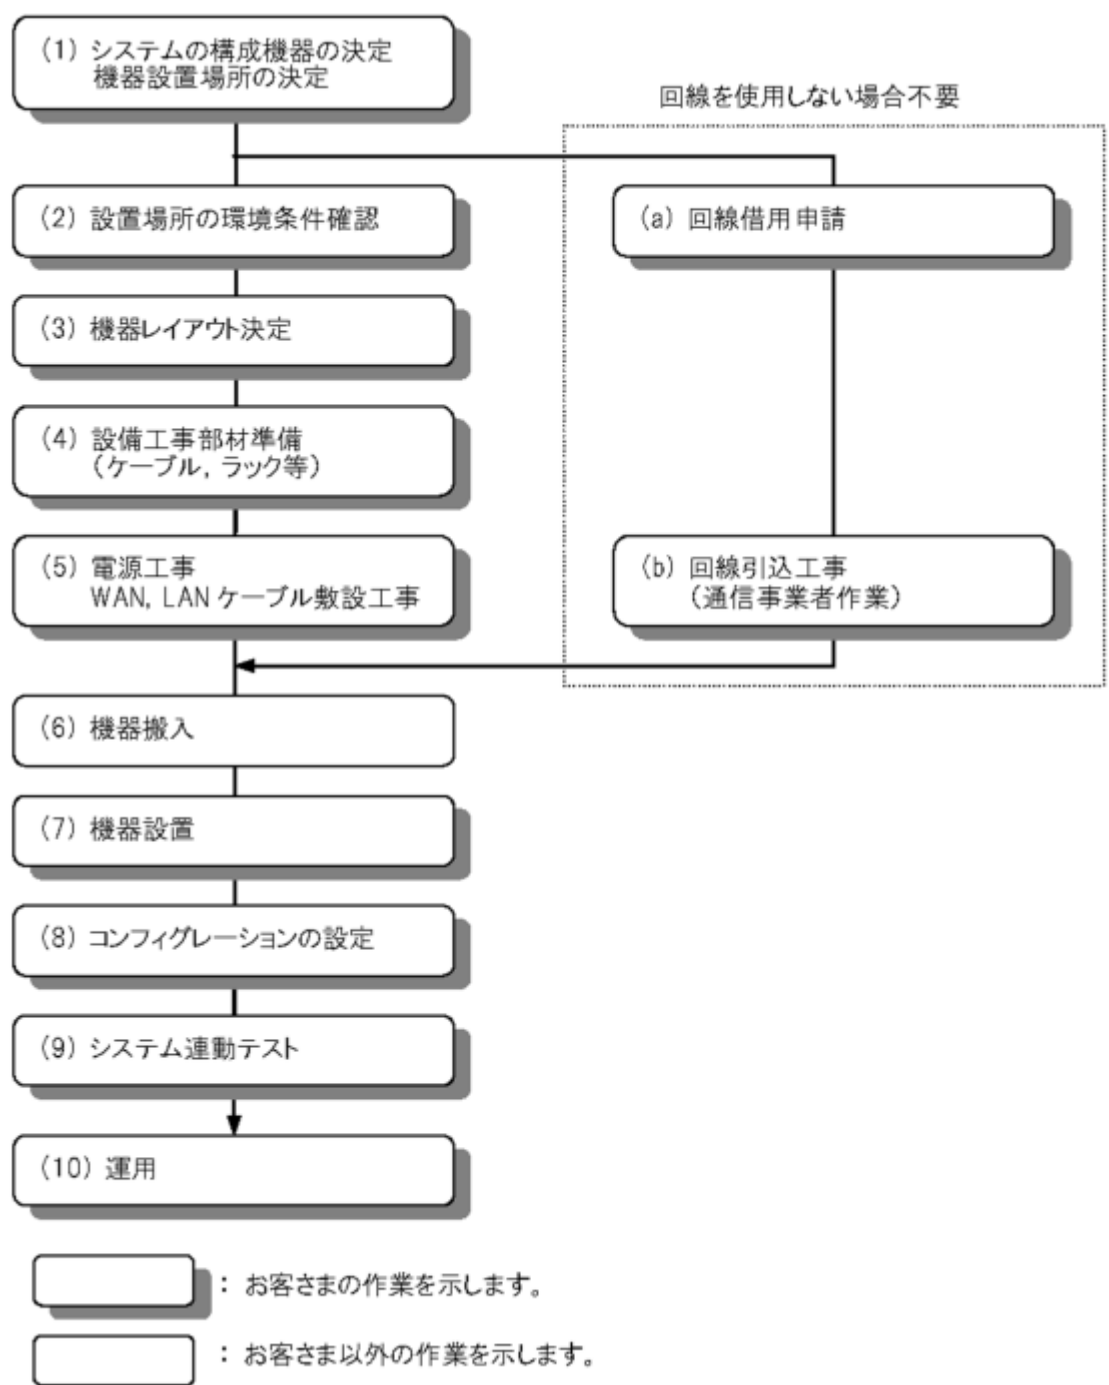 (1) システムの構成機器の決定
機器設置場所の決定
回線を使用しない場合不要
(2) 設置場所の環境条件確認
(a) 回線借用申請
(3) 機器レイアウト決定
(4) 設備工事部材準備
(ケーブル, ラック等)
(5) 電源工事
WAN, LAN ケーブル敷設工事
(b) 回線引込工事
(通信事業者作業)
(6) 機器搬入
(7) 機器設置
(8) コンフィグレーションの設定
(9) システム連動テスト
(10) 運用
: お客さまの作業を示します。
: お客さま以外の作業を示します。